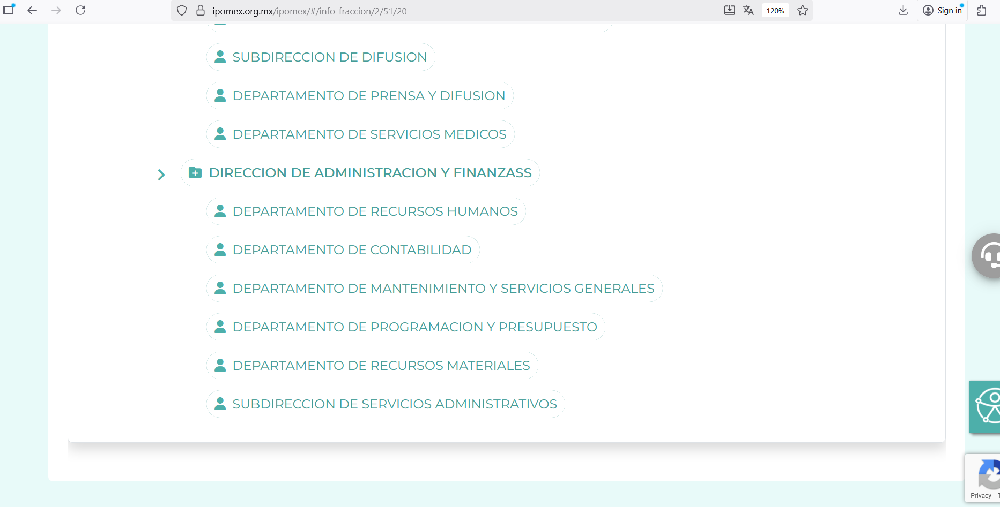 ipomex.org.mx/ipomex/#/info-fraccion/2/51/20
120%
Sign in
SUBDIRECCION DE DIFUSION
DEPARTAMENTO DE PRENSA Y DIFUSION
DEPARTAMENTO DE SERVICIOS MEDICOS
DIRECCION DE ADMINISTRACION Y FINANZASS
DEPARTAMENTO DE RECURSOS HUMANOS
DEPARTAMENTO DE CONTABILIDAD
DEPARTAMENTO DE MANTENIMIENTO Y SERVICIOS GENERALES
DEPARTAMENTO DE PROGRAMACION Y PRESUPUESTO
DEPARTAMENTO DE RECURSOS MATERIALES
SUBDIRECCION DE SERVICIOS ADMINISTRATIVOS
Privacy -